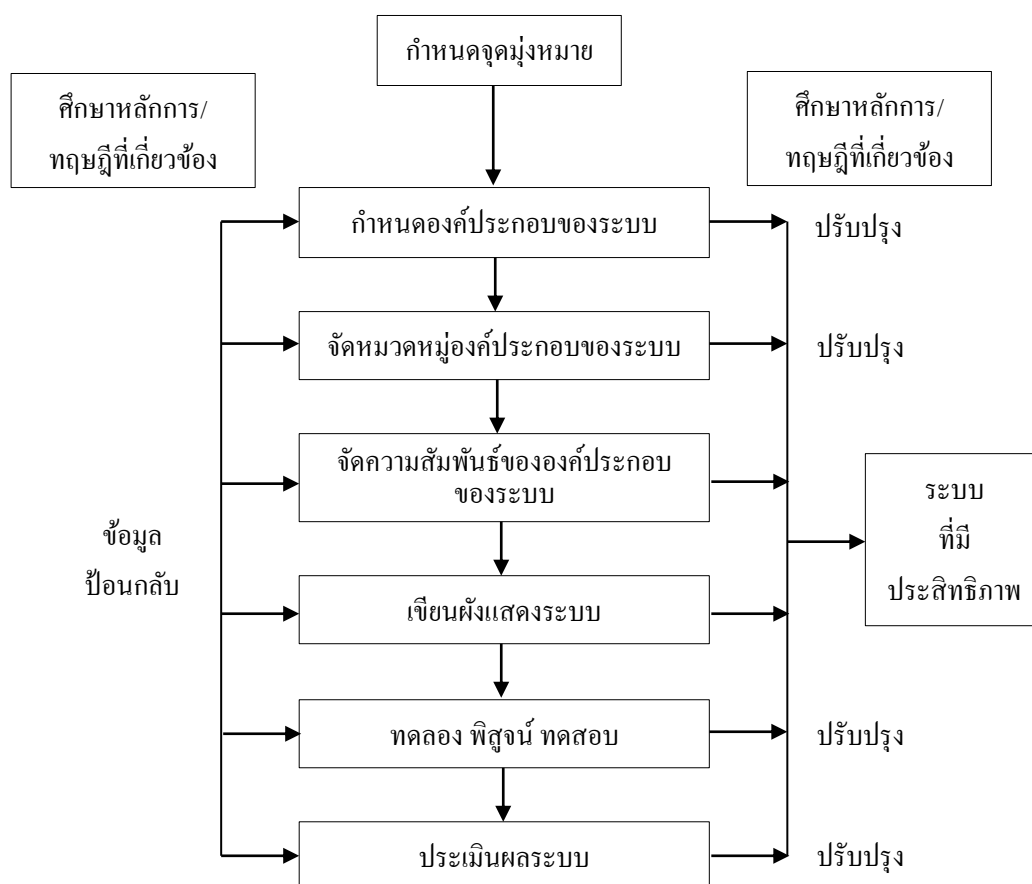 กำหนดจุดมุ่งหมาย
ศึกษาหลักการ/
ทฤษฎีที่เกี่ยวข้อง
ศึกษาหลักการ/
ทฤษฎีที่เกี่ยวข้อง
กำหนดองค์ประกอบของระบบ
ปรับปรุง
จัดหมวดหมู่องค์ประกอบของระบบ
ปรับปรุง
จัดความสัมพันธ์ขององค์ประกอบ
ของระบบ
ข้อมูล
ป้อนกลับ
ระบบ
ที่มี
ประสิทธิภาพ
เขียนผังแสดงระบบ
ทดลอง พิสูจน์ ทดสอบ
ปรับปรุง
ประเมินผลระบบ
ปรับปรุง